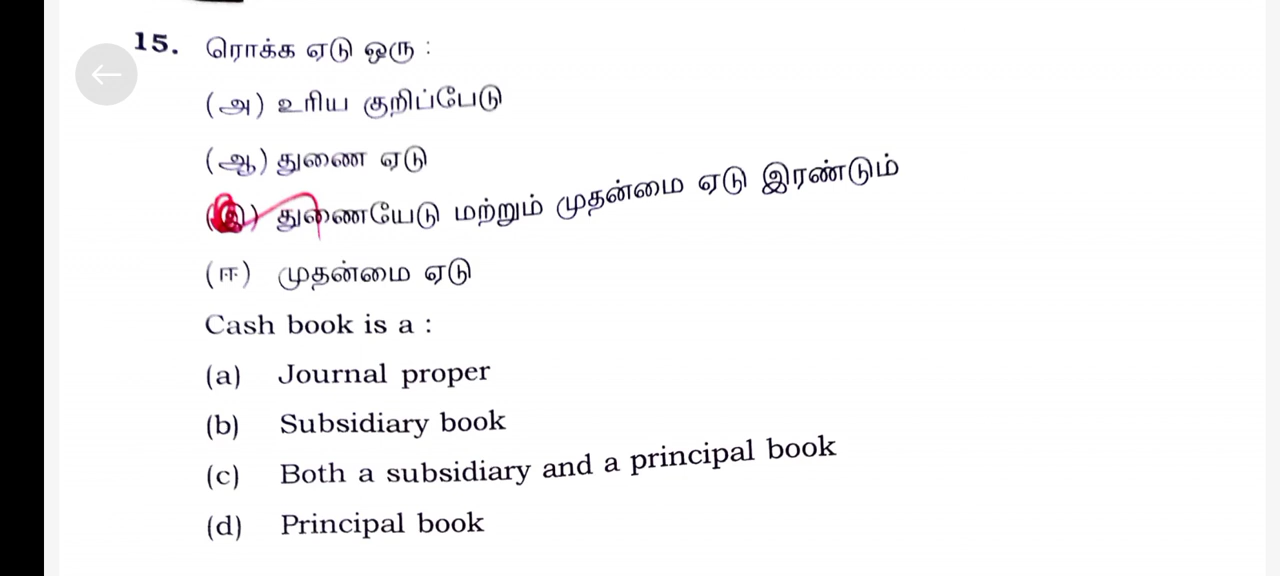 15. ரொக்க ஏடு ஒரு :
(அ) உரிய குறிப்பேடு
(ஆ) துணை ஏடு
(இ) துணையேடு மற்றும் முதன்மை ஏடு இரண்டும்
(ஈ) முதன்மை ஏடு
Cash book is a :
(a) Journal proper
(b) Subsidiary book
(c) Both a subsidiary and a principal book
(d) Principal book